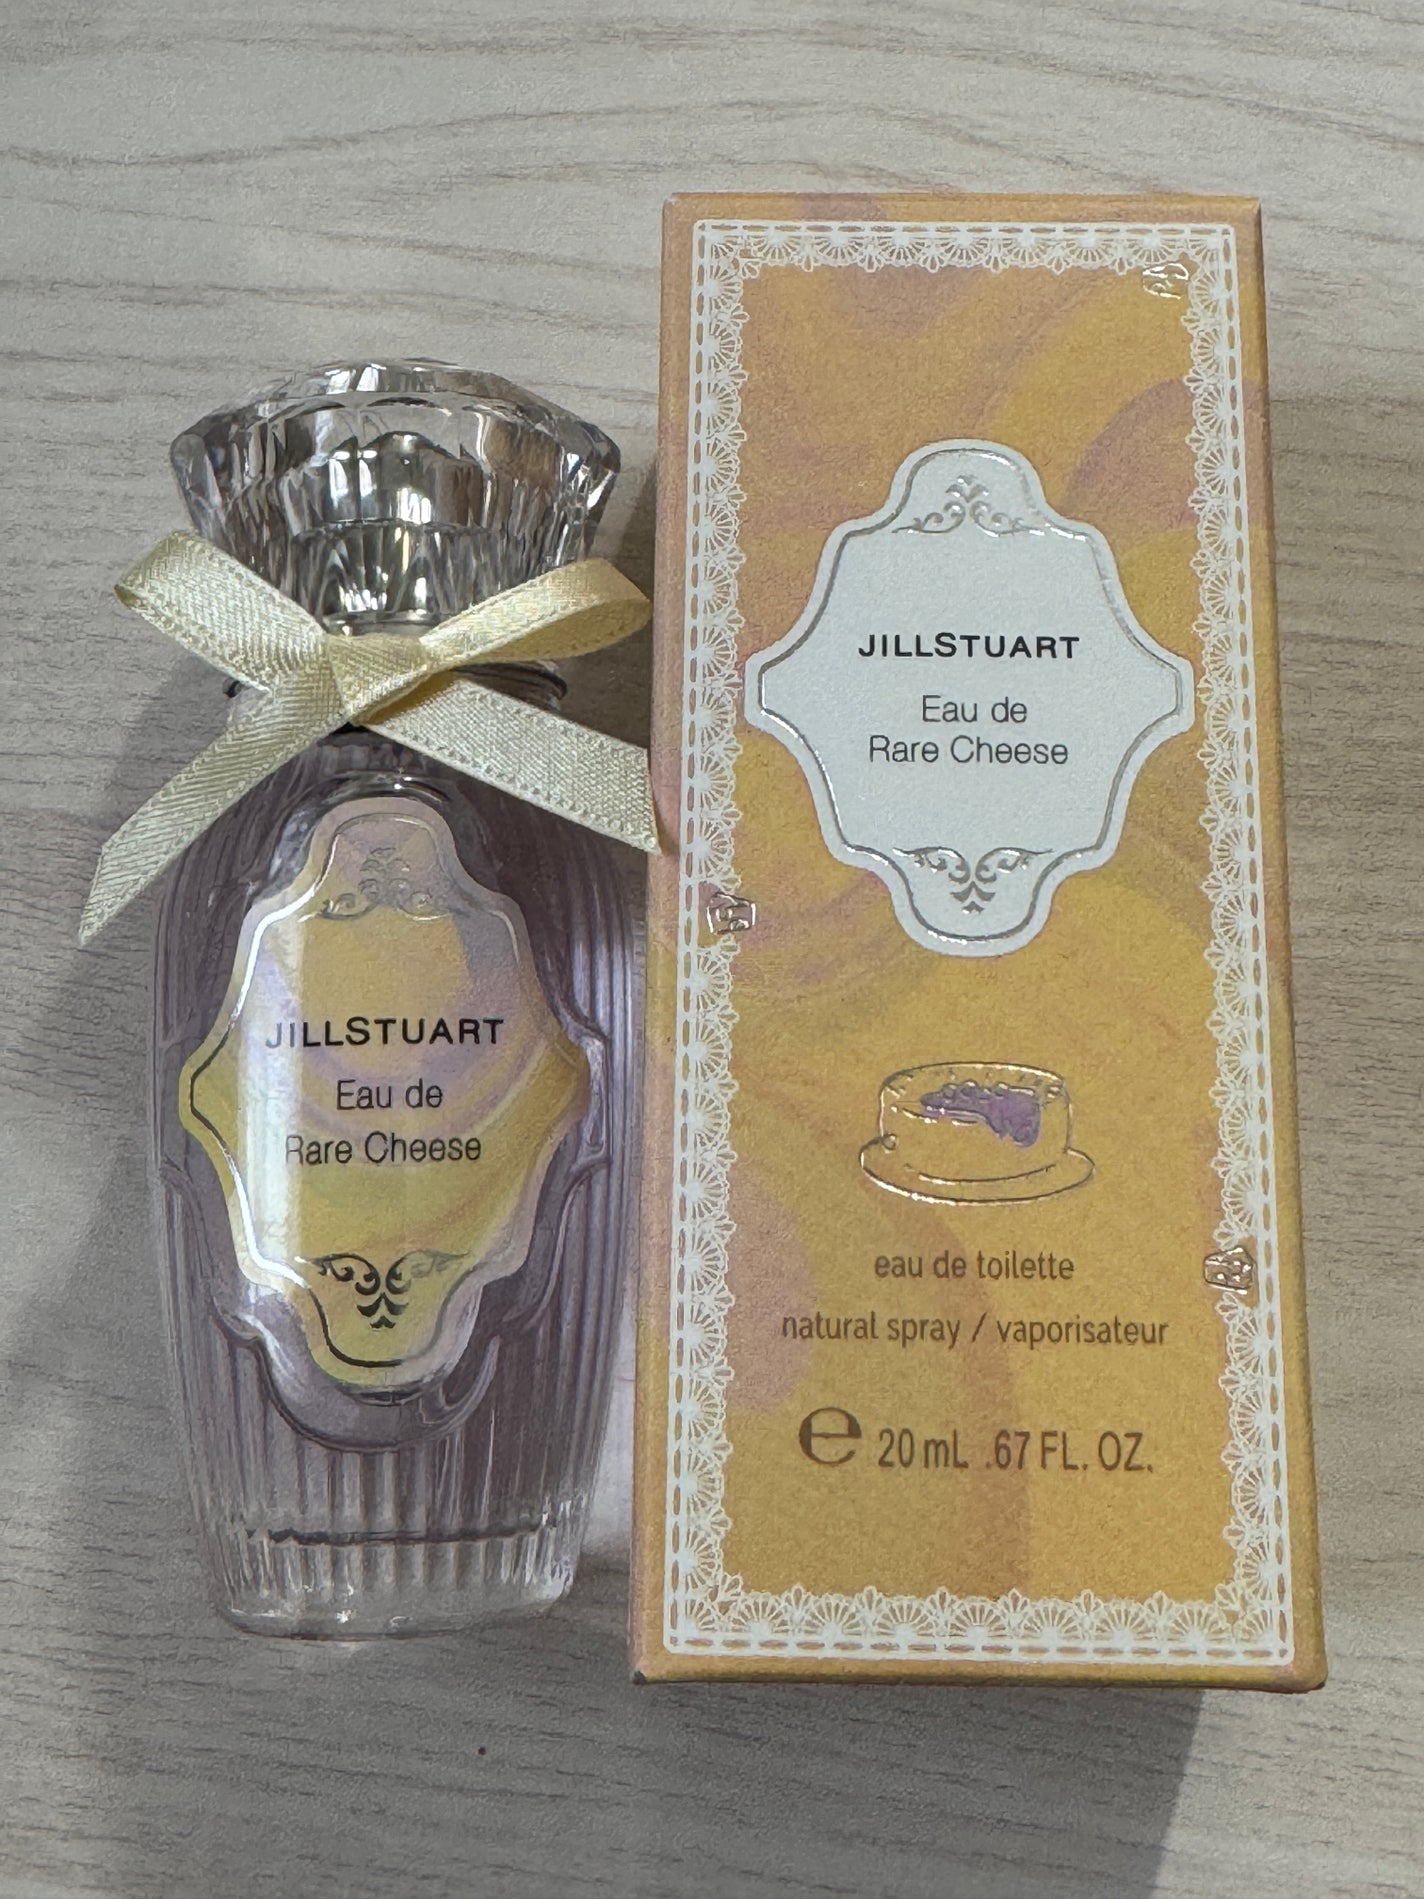 JILLSTUART
Eau de
Rare Cheese
JILLSTUART
Eau de
Rare Cheese
eau de toilette
natural spray / vaporisateur
℮ 20 mL .67 FL. OZ.